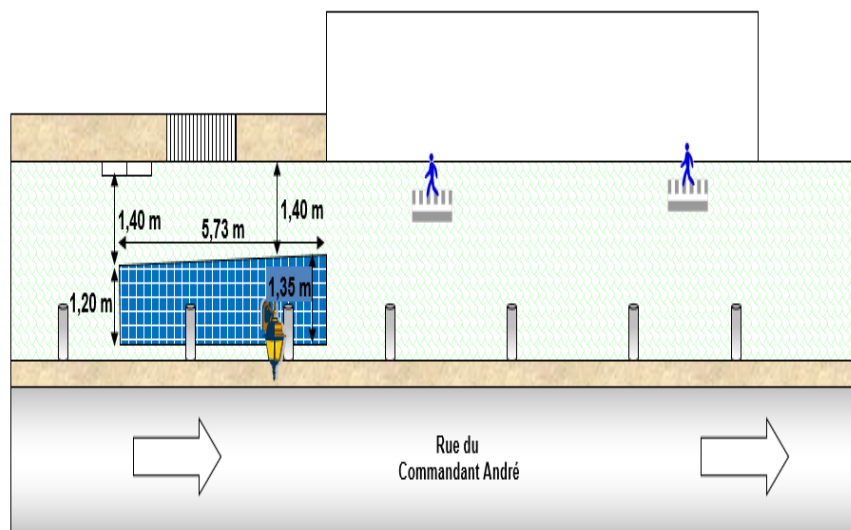 1,40 m
5,73 m
1,40 m
1,20 m
1,35 m
Rue du
Commandant André